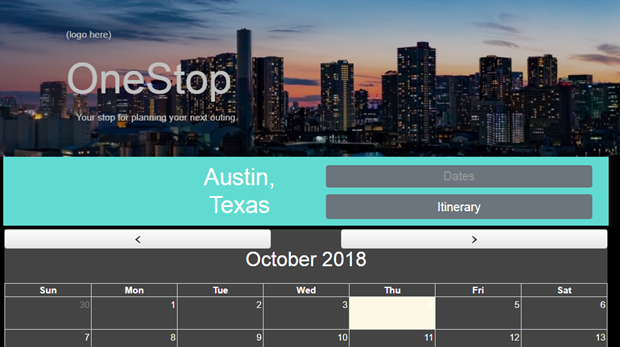 (logo here)
OneStop
Your stop for planning your next outing.
Austin,
Texas
Dates
Itinerary
< >
October 2018
Sun Mon Tue Wed Thu Fri Sat
30 1 2 3 5 6
7 8 9 10 11 12 13